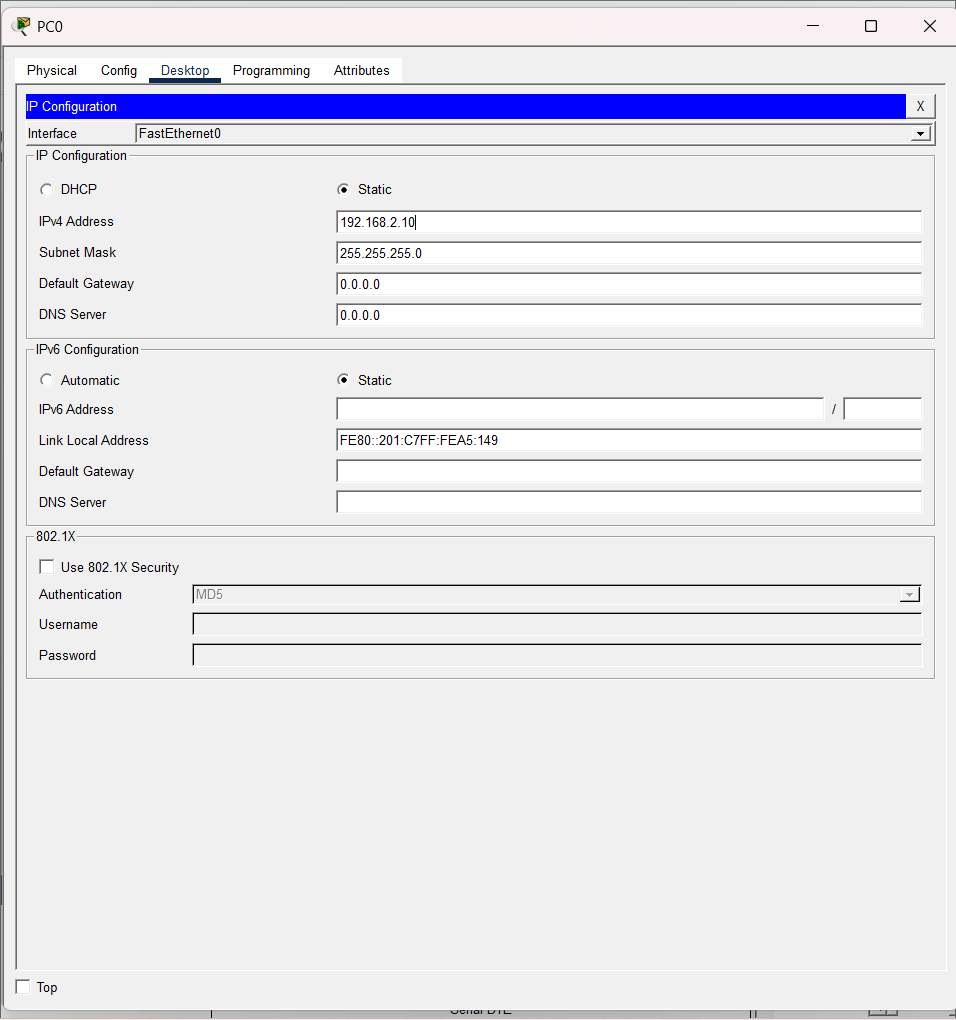 PC0
Physical Config Desktop Programming Attributes
IP Configuration X
Interface FastEthernet0
IP Configuration
DHCP Static
IPv4 Address 192.168.2.10
Subnet Mask 255.255.255.0
Default Gateway 0.0.0.0
DNS Server 0.0.0.0
IPv6 Configuration
Automatic Static
IPv6 Address /
Link Local Address FE80::201:C7FF:FEA5:149
Default Gateway
DNS Server
802.1X
Use 802.1X Security
Authentication MD5
Username
Password
Top
Serial DTE